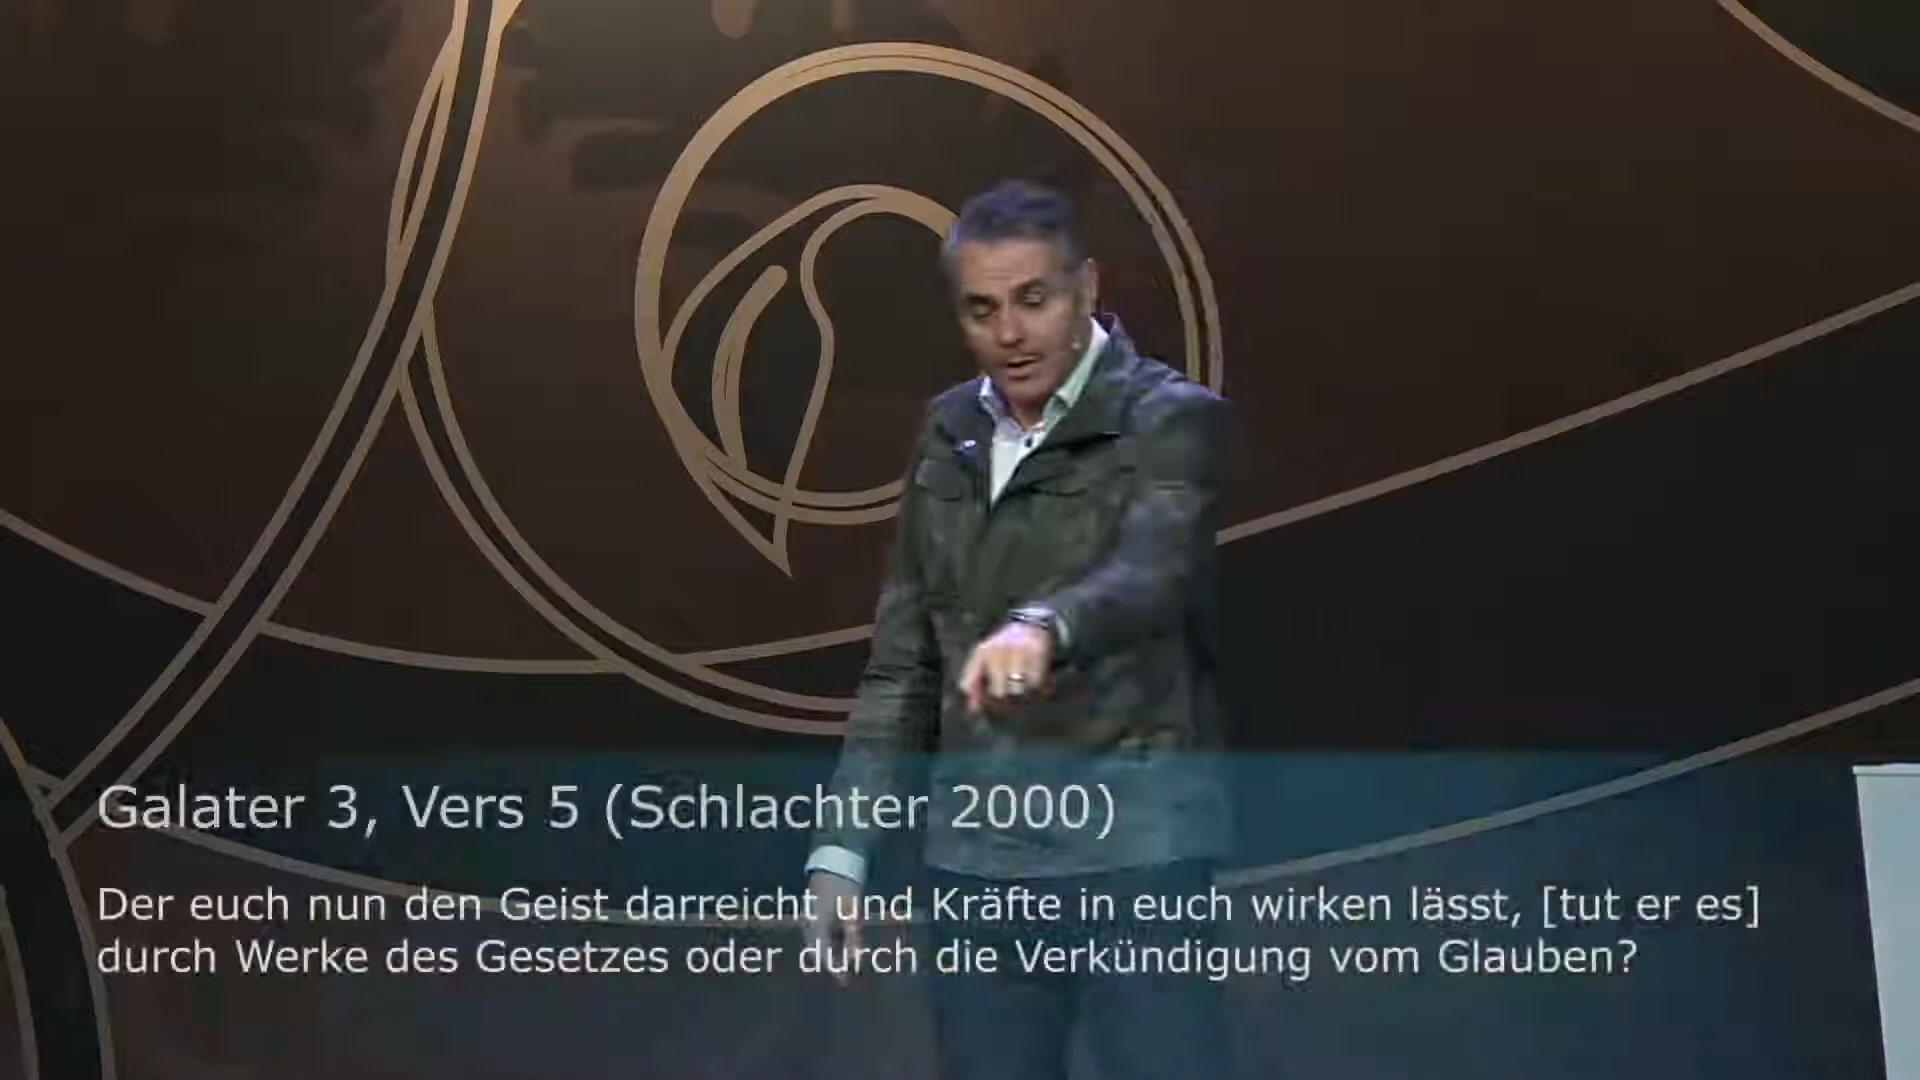 Galater 3, Vers 5 (Schlachter 2000)
Der euch nun den Geist darreicht und Kräfte in euch wirken lässt, [tut er es]
durch Werke des Gesetzes oder durch die Verkündigung vom Glauben?